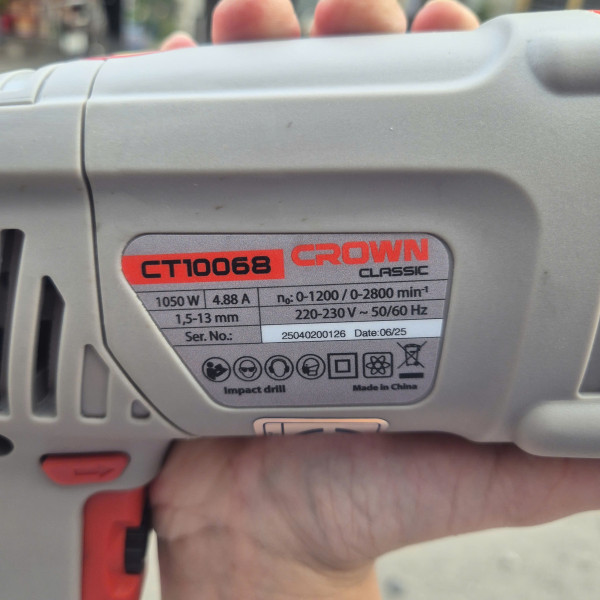 CT10068 CROWN
CLASSIC
1050 W 4.88 A n₀: 0-1200 / 0-2800 min⁻¹
1,5-13 mm 220-230 V ~ 50/60 Hz
Ser. No.: 25040200126 Date:06/25
Impact drill Made in China